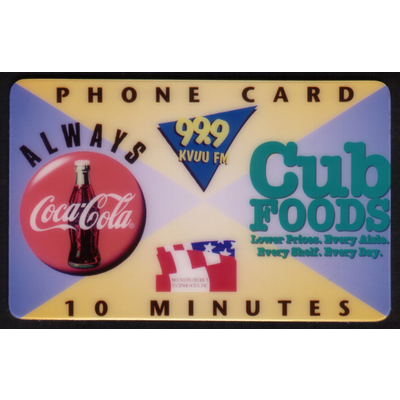 PHONE CARD
ALWAYS
Coca-Cola
99.9
KVUU FM
Cub
FOODS
Lower Prices. Every Aisle.
Every Shelf. Every Day.
10 MINUTES